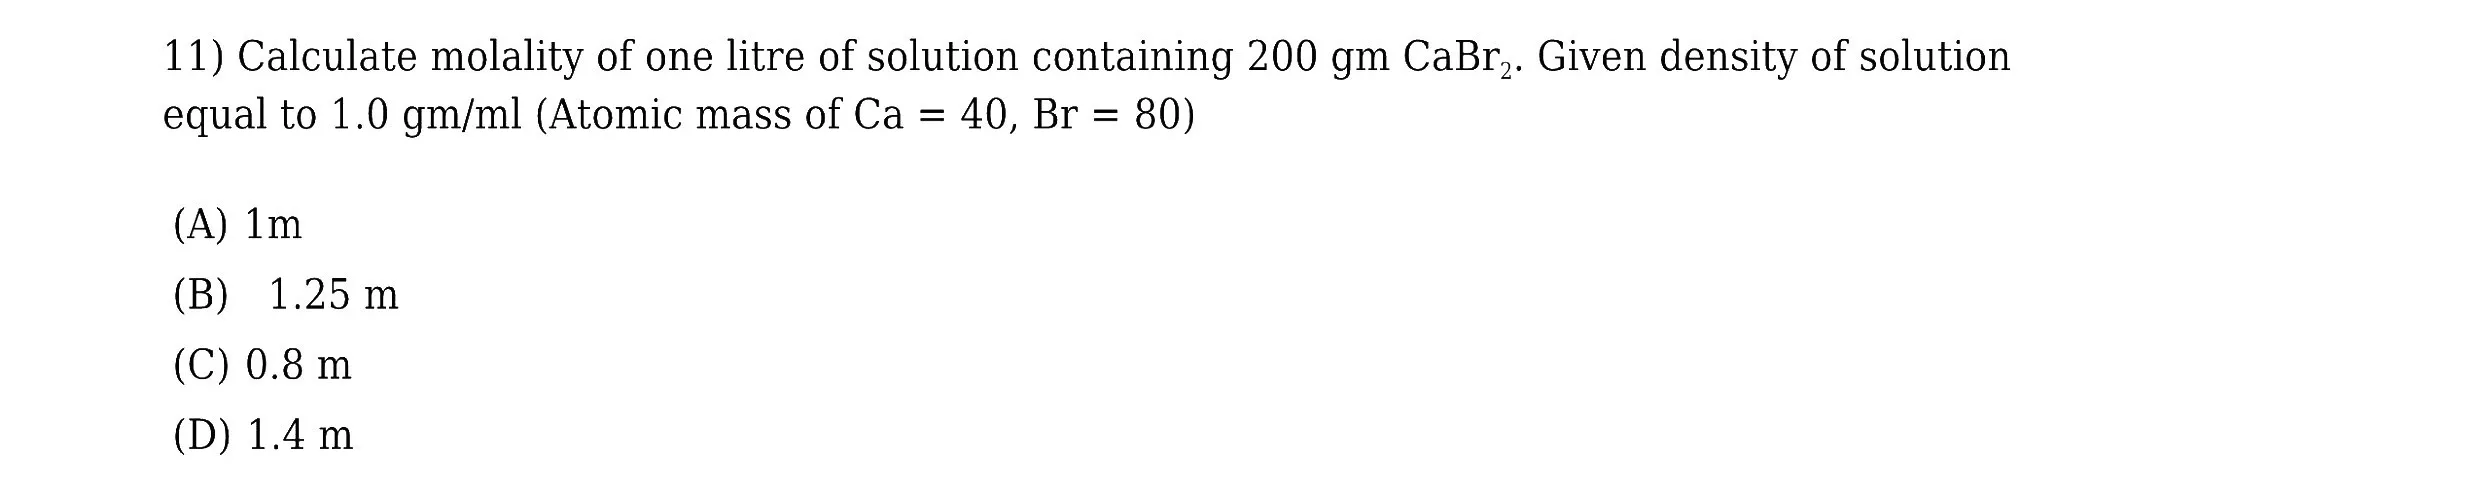 11) Calculate molality of one litre of solution containing 200 gm CaBr₂. Given density of solution
equal to 1.0 gm/ml (Atomic mass of Ca = 40, Br = 80)
(A) 1m
(B) 1.25 m
(C) 0.8 m
(D) 1.4 m